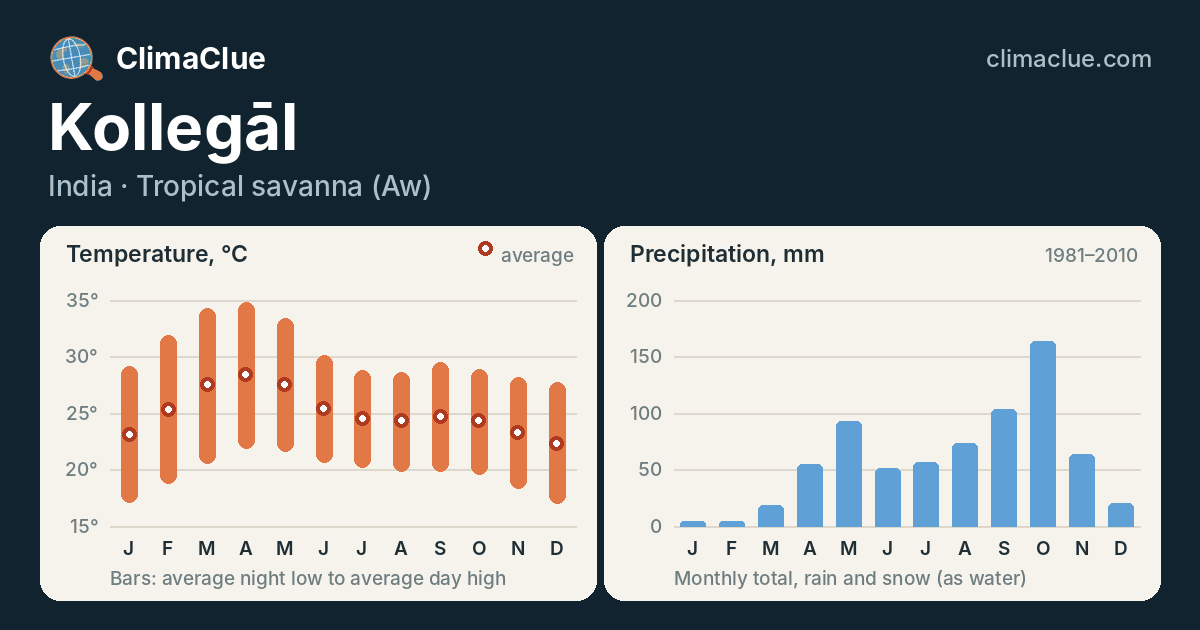 ClimaClue
climaclue.com
Kollegāl
India · Tropical savanna (Aw)
Temperature, °C
average
35°
30°
25°
20°
15°
J F M A M J J A S O N D
Bars: average night low to average day high
Precipitation, mm
1981–2010
200
150
100
50
0
J F M A M J J A S O N D
Monthly total, rain and snow (as water)